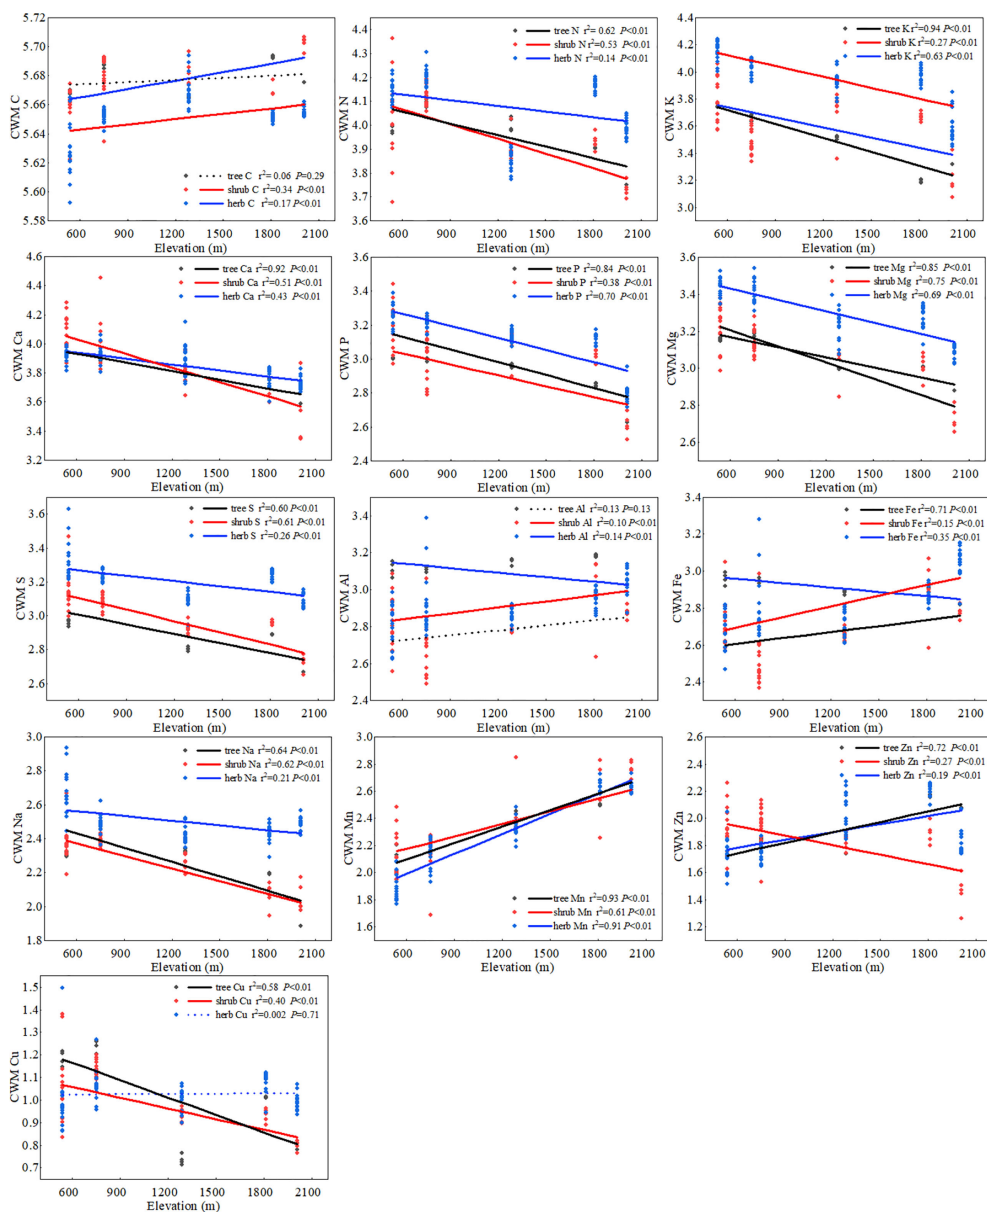 5.72
5.70
5.68
5.66
5.64
5.62
5.60
5.58
CWM C
tree C r²= 0.06 P=0.29
shrub C r²=0.34 P<0.01
herb C r²=0.17 P<0.01
600 900 1200 1500 1800 2100
Elevation (m)
4.4
4.3
4.2
4.1
4.0
3.9
3.8
3.7
3.6
CWM N
tree N r²= 0.62 P<0.01
shrub N r²=0.53 P<0.01
herb N r²=0.14 P<0.01
600 900 1200 1500 1800 2100
Elevation (m)
4.4
4.2
4.0
3.8
3.6
3.4
3.2
3.0
CWM K
tree K r²=0.94 P<0.01
shrub K r²=0.27 P<0.01
herb K r²=0.63 P<0.01
600 900 1200 1500 1800 2100
Elevation (m)
4.6
4.4
4.2
4.0
3.8
3.6
3.4
3.2
CWM Ca
tree Ca r²=0.92 P<0.01
shrub Ca r²=0.51 P<0.01
herb Ca r²=0.43 P<0.01
600 900 1200 1500 1800 2100
Elevation (m)
3.6
3.4
3.2
3.0
2.8
2.6
2.4
CWM P
tree P r²=0.84 P<0.01
shrub P r²=0.38 P<0.01
herb P r²=0.70 P<0.01
600 900 1200 1500 1800 2100
Elevation (m)
3.6
3.4
3.2
3.0
2.8
2.6
CWM Mg
tree Mg r²=0.85 P<0.01
shrub Mg r²=0.75 P<0.01
herb Mg r²=0.69 P<0.01
600 900 1200 1500 1800 2100
Elevation (m)
3.6
3.4
3.2
3.0
2.8
2.6
CWM S
tree S r²=0.60 P<0.01
shrub S r²=0.61 P<0.01
herb S r²=0.26 P<0.01
600 900 1200 1500 1800 2100
Elevation (m)
3.6
3.4
3.2
3.0
2.8
2.6
2.4
CWM Al
tree Al r²=0.13 P=0.13
shrub Al r²=0.10 P<0.01
herb Al r²=0.14 P<0.01
600 900 1200 1500 1800 2100
Elevation (m)
3.4
3.2
3.0
2.8
2.6
2.4
CWM Fe
tree Fe r²=0.71 P<0.01
shrub Fe r²=0.15 P<0.01
herb Fe r²=0.35 P<0.01
600 900 1200 1500 1800 2100
Elevation (m)
3.0
2.8
2.6
2.4
2.2
2.0
1.8
CWM Na
tree Na r²=0.64 P<0.01
shrub Na r²=0.62 P<0.01
herb Na r²=0.21 P<0.01
600 900 1200 1500 1800 2100
Elevation (m)
3.0
2.8
2.6
2.4
2.2
2.0
1.8
1.6
CWM Mn
tree Mn r²=0.93 P<0.01
shrub Mn r²=0.61 P<0.01
herb Mn r²=0.91 P<0.01
600 900 1200 1500 1800 2100
Elevation (m)
2.6
2.4
2.2
2.0
1.8
1.6
1.4
1.2
CWM Zn
tree Zn r²= 0.72 P<0.01
shrub Zn r²=0.27 P<0.01
herb Zn r²=0.19 P<0.01
600 900 1200 1500 1800 2100
Elevation (m)
1.5
1.4
1.3
1.2
1.1
1.0
0.9
0.8
0.7
CWM Cu
tree Cu r²=0.58 P<0.01
shrub Cu r²=0.40 P<0.01
herb Cu r²=0.002 P=0.71
600 900 1200 1500 1800 2100
Elevation (m)